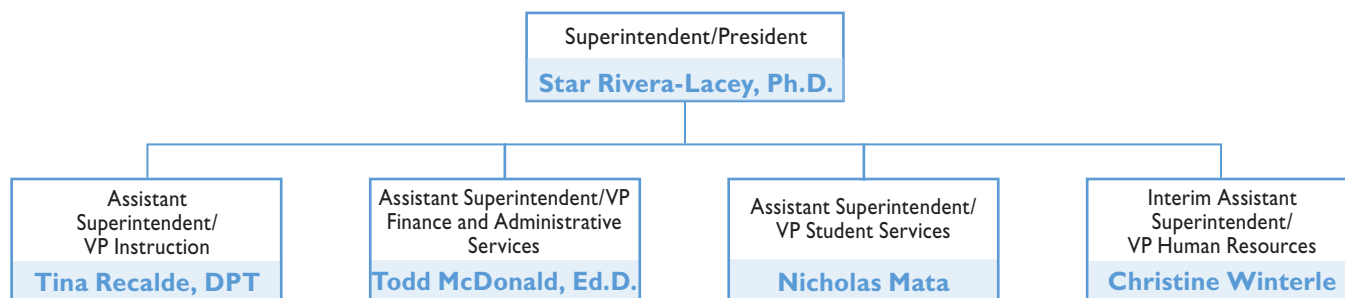 Superintendent/President
Star Rivera-Lacey, Ph.D.
Assistant
Superintendent/
VP Instruction
Tina Recalde, DPT
Assistant Superintendent/VP
Finance and Administrative
Services
Todd McDonald, Ed.D.
Assistant Superintendent/
VP Student Services
Nicholas Mata
Interim Assistant
Superintendent/
VP Human Resources
Christine Winterle